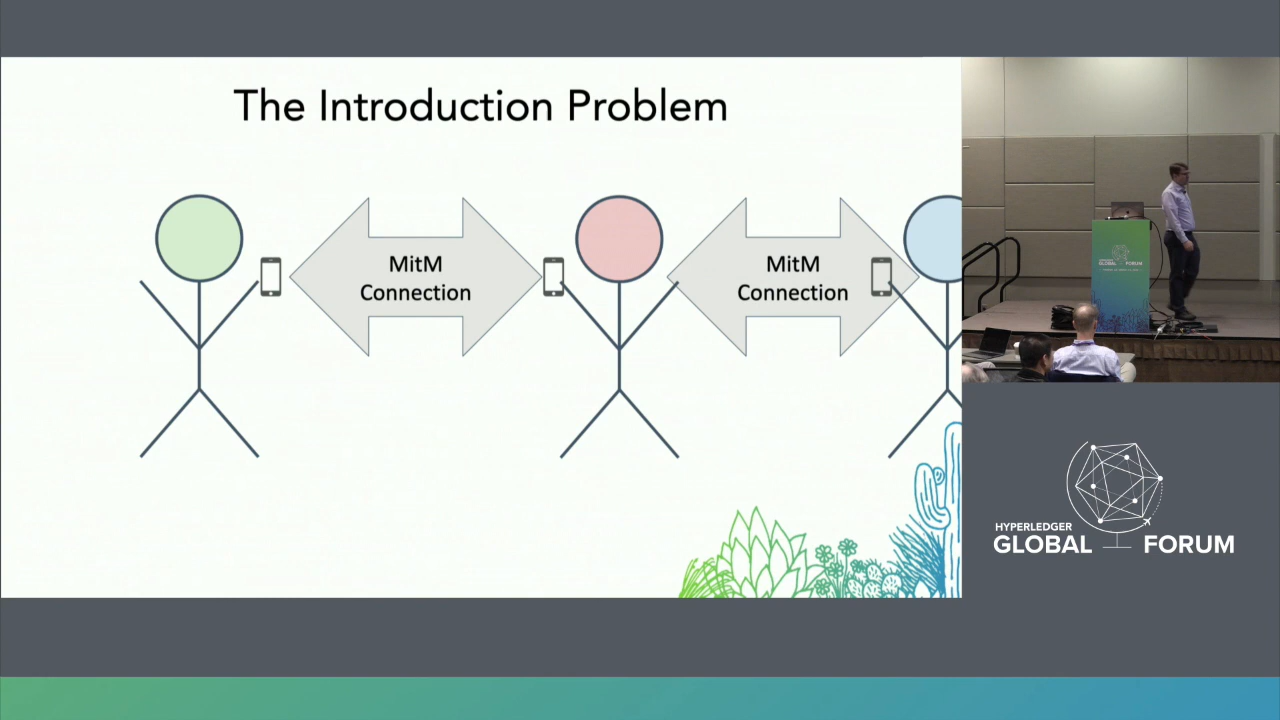 The Introduction Problem
MitM
Connection
MitM
Connection
HYPERLEDGER
GLOBAL FORUM